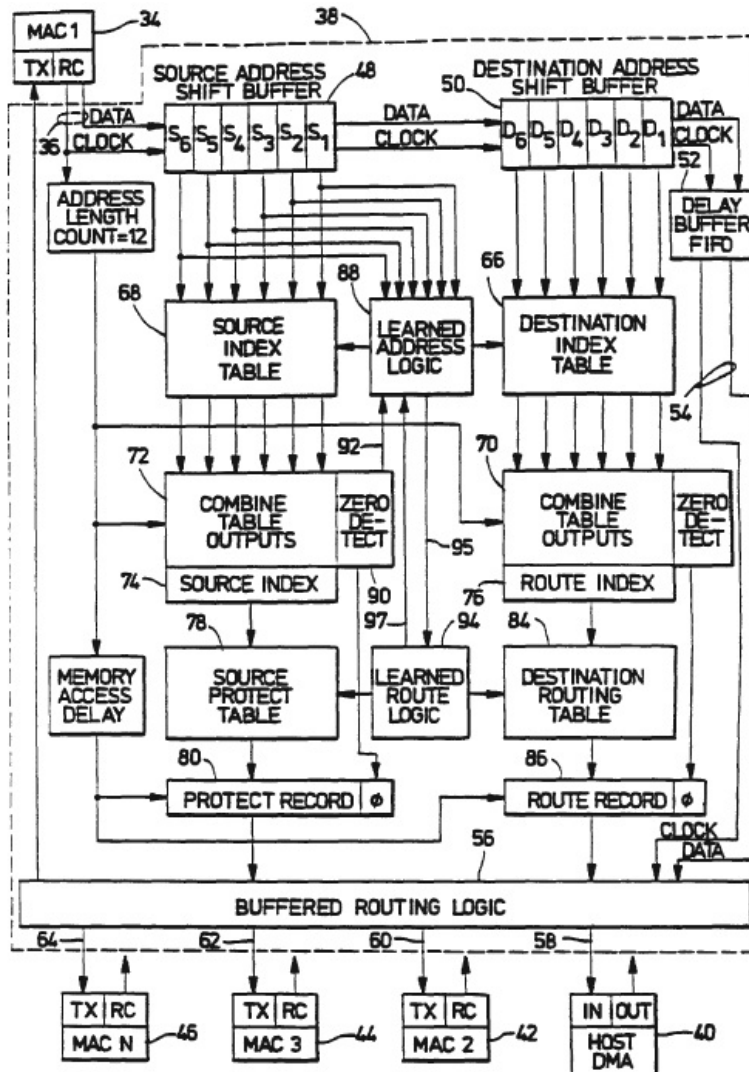 MAC 1
34
TX RC
38
SOURCE ADDRESS
SHIFT BUFFER
48
DESTINATION ADDRESS
SHIFT BUFFER
50
36
DATA
CLOCK
S6 S5 S4 S3 S2 S1
DATA
CLOCK
D6 D5 D4 D3 D2 D1
DATA
CLOCK
52
ADDRESS
LENGTH
COUNT=12
DELAY
BUFFER
FIFO
68
SOURCE
INDEX
TABLE
88
LEARNED
ADDRESS
LOGIC
66
DESTINATION
INDEX
TABLE
54
92
72
COMBINE
TABLE
OUTPUTS
ZERO
DE-
TECT
95
70
COMBINE
TABLE
OUTPUTS
ZERO
DE-
TECT
74
SOURCE INDEX
90
76
ROUTE INDEX
78
97
94
84
MEMORY
ACCESS
DELAY
SOURCE
PROTECT
TABLE
LEARNED
ROUTE
LOGIC
DESTINATION
ROUTING
TABLE
80
PROTECT RECORD ϕ
86
ROUTE RECORD ϕ
CLOCK
DATA
56
BUFFERED ROUTING LOGIC
64
62
60
58
TX RC
MAC N
46
TX RC
MAC 3
44
TX RC
MAC 2
42
IN OUT
HOST
DMA
40